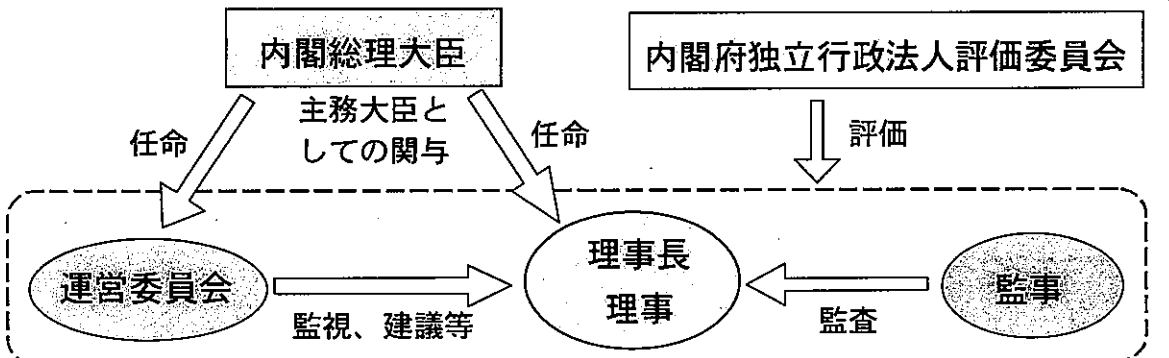 内閣総理大臣
内閣府独立行政法人評価委員会
主務大臣と
しての関与
任命
任命
評価
運営委員会
監視、建議等
理事長
理事
監査
監事